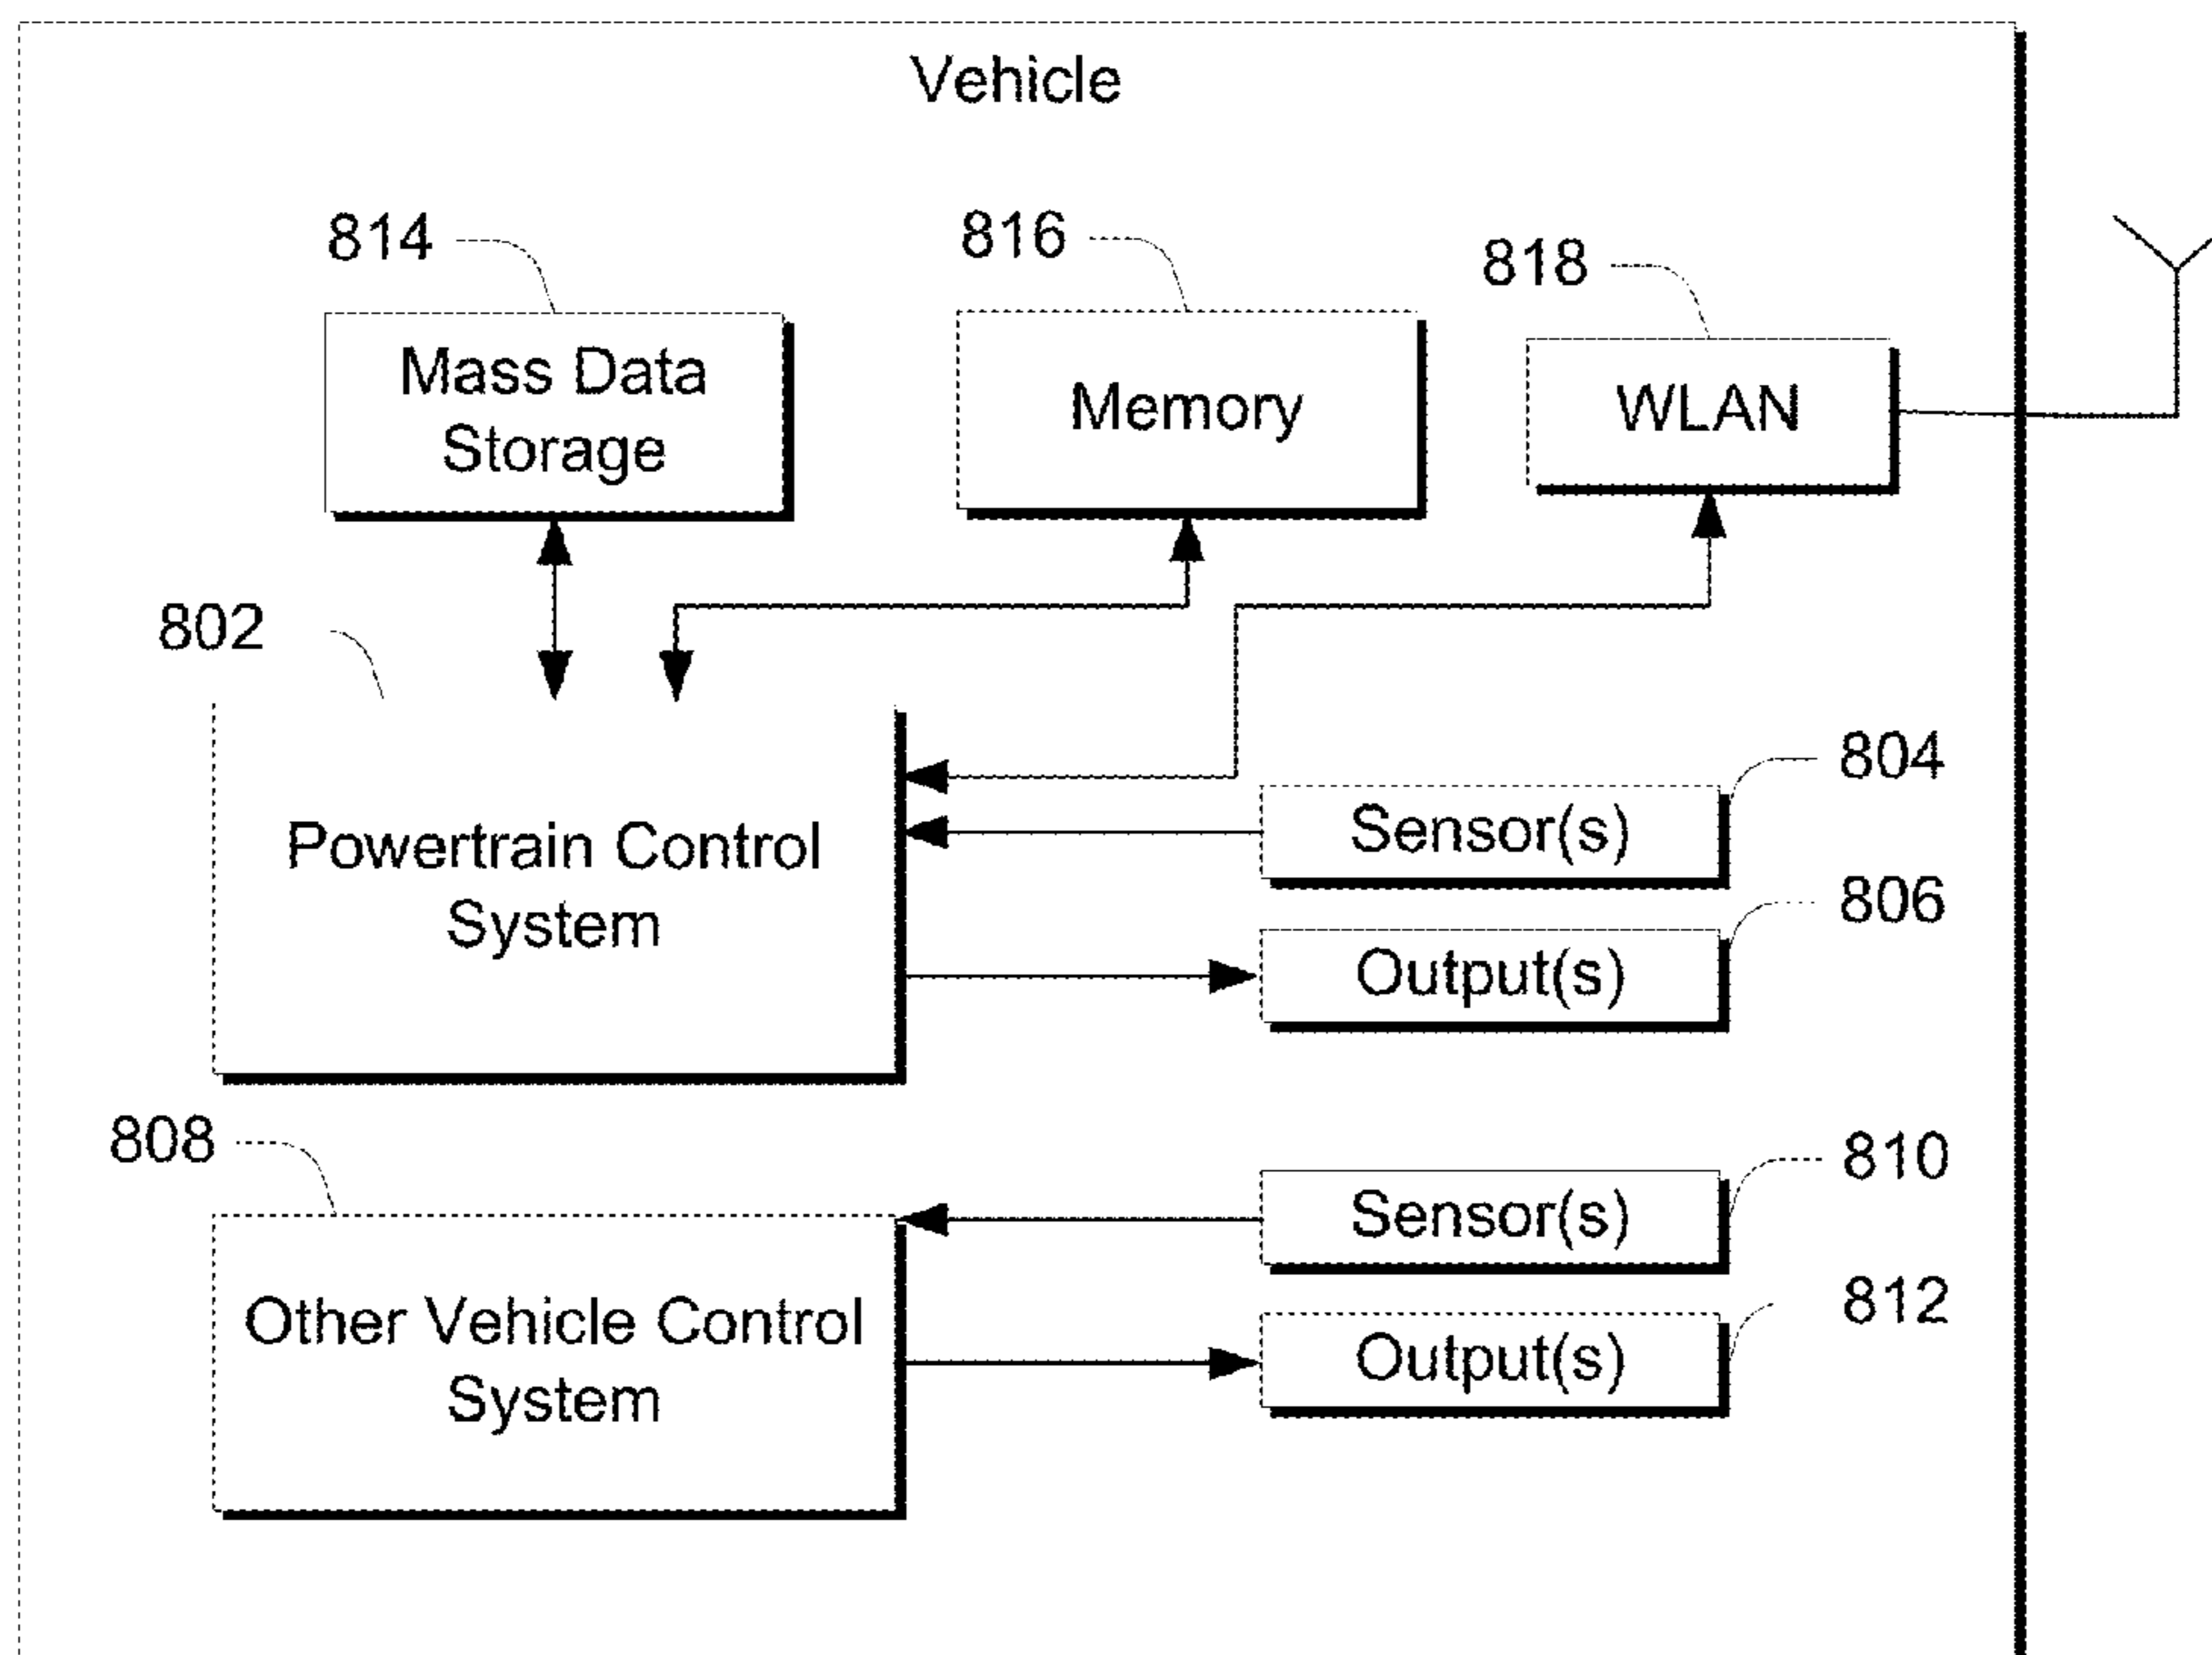 Vehicle
814
816
818
Mass Data
Storage
Memory
WLAN
802
804
Sensor(s)
Powertrain Control
System
806
Output(s)
808
810
Sensor(s)
812
Other Vehicle Control
System
Output(s)